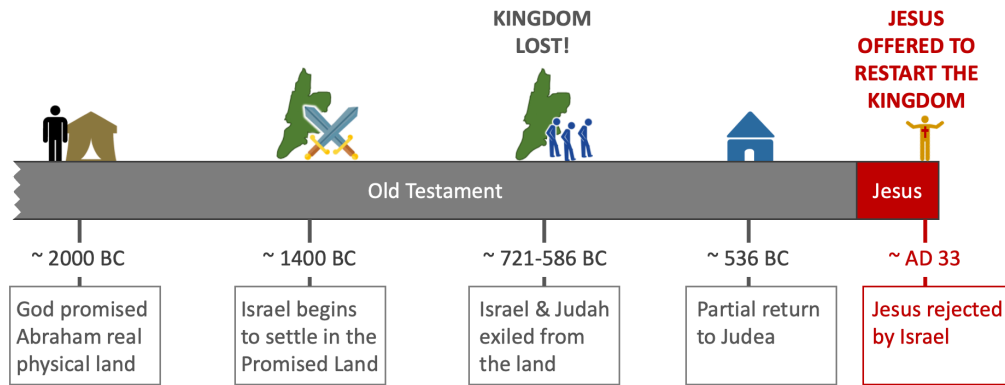 KINGDOM
LOST!
JESUS
OFFERED TO
RESTART THE
KINGDOM
Old Testament
Jesus
~ 2000 BC
~ 1400 BC
~ 721-586 BC
~ 536 BC
~ AD 33
God promised
Abraham real
physical land
Israel begins
to settle in the
Promised Land
Israel & Judah
exiled from
the land
Partial return
to Judea
Jesus rejected
by Israel